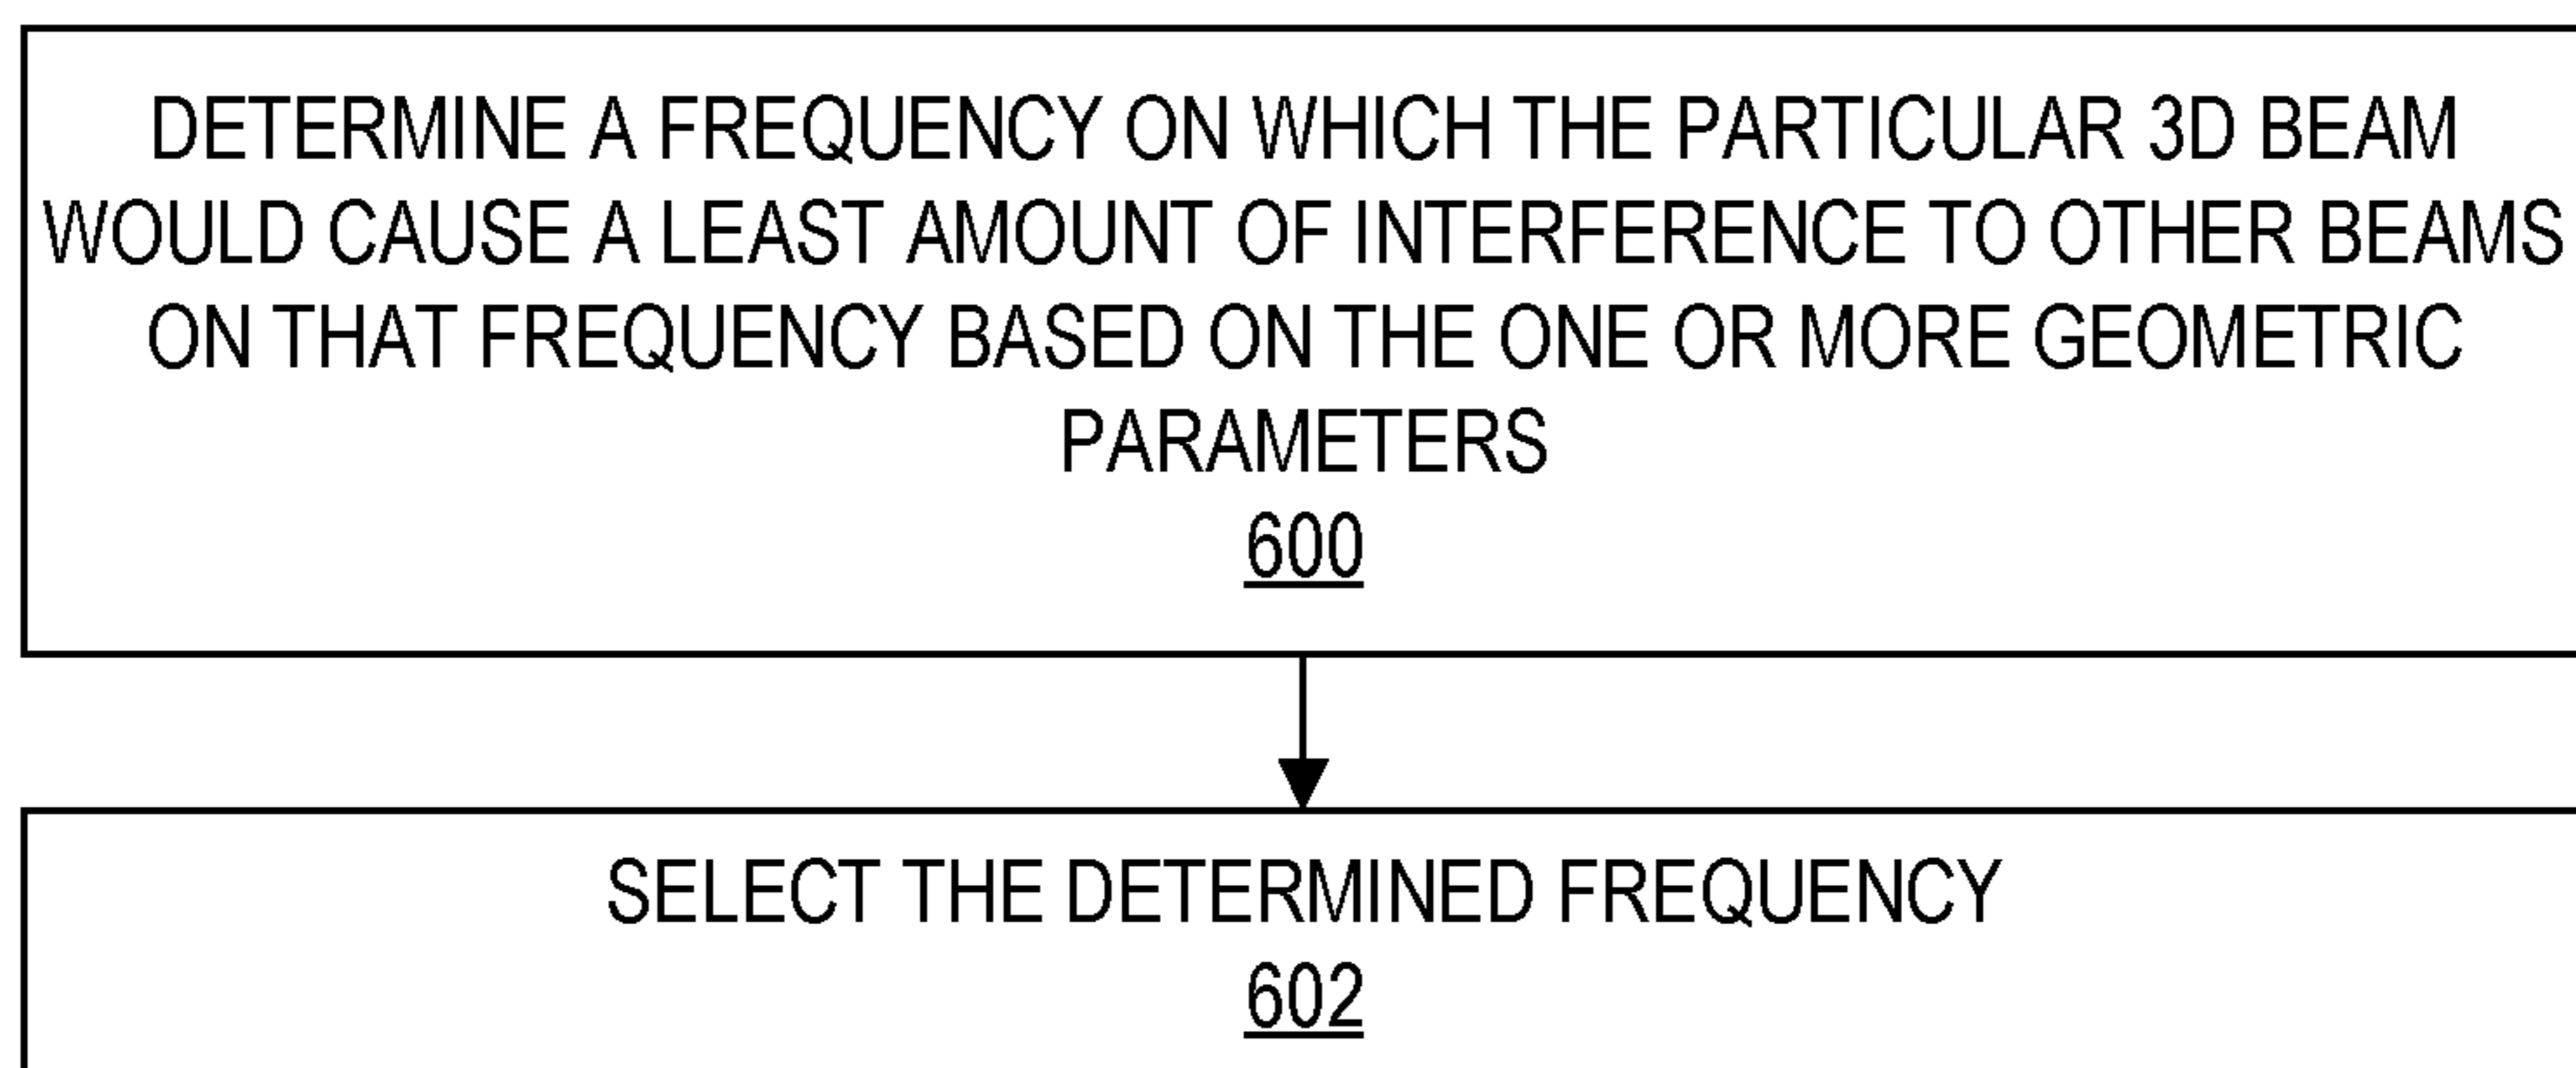 DETERMINE A FREQUENCY ON WHICH THE PARTICULAR 3D BEAM
WOULD CAUSE A LEAST AMOUNT OF INTERFERENCE TO OTHER BEAMS
ON THAT FREQUENCY BASED ON THE ONE OR MORE GEOMETRIC
PARAMETERS
600
SELECT THE DETERMINED FREQUENCY
602